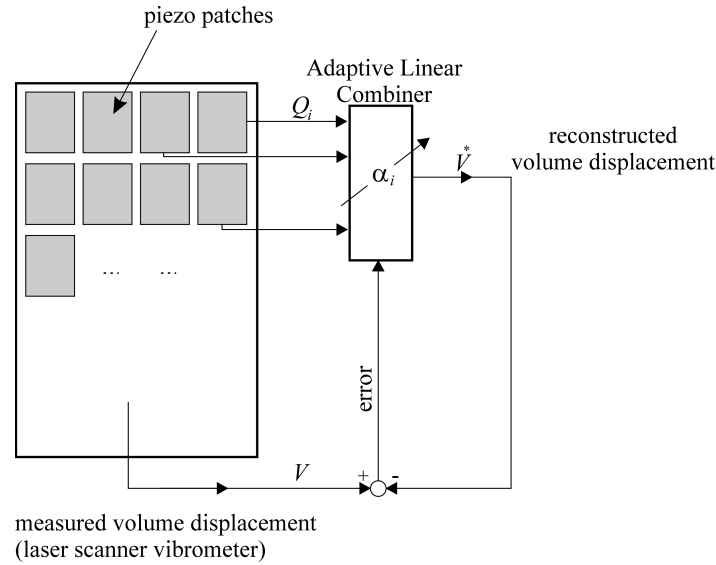 piezo patches
Adaptive Linear
Combiner
Q_i
reconstructed
volume displacement
V*
α_i
... ...
error
V
+ -
measured volume displacement
(laser scanner vibrometer)